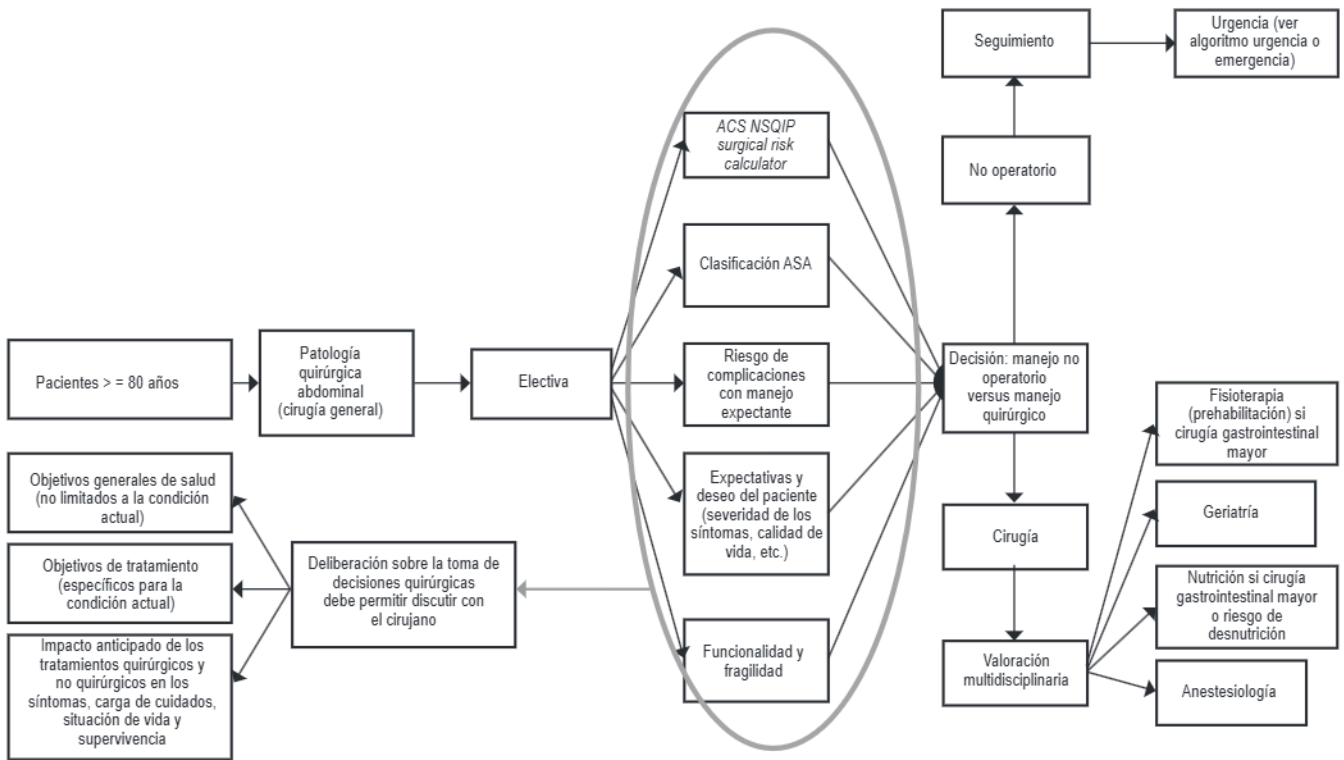 Pacientes > = 80 años
Patología
quirúrgica
abdominal
(cirugía general)
Electiva
ACS NSQIP
surgical risk
calculator
Clasificación ASA
Riesgo de
complicaciones
con manejo
expectante
Expectativas y
deseo del paciente
(severidad de los
síntomas, calidad de
vida, etc.)
Funcionalidad y
fragilidad
Deliberación sobre la toma de
decisiones quirúrgicas
debe permitir discutir con
el cirujano
Objetivos generales de salud
(no limitados a la condición
actual)
Objetivos de tratamiento
(específicos para la
condición actual)
Impacto anticipado de los
tratamientos quirúrgicos y
no quirúrgicos en los
síntomas, carga de cuidados,
situación de vida y
supervivencia
Decisión: manejo no
operatorio
versus manejo
quirúrgico
No operatorio
Seguimiento
Urgencia (ver
algoritmo urgencia o
emergencia)
Cirugía
Valoración
multidisciplinaria
Fisioterapia
(prehabilitación) si
cirugía gastrointestinal
mayor
Geriatría
Nutrición si cirugía
gastrointestinal mayor
o riesgo de
desnutrición
Anestesiología